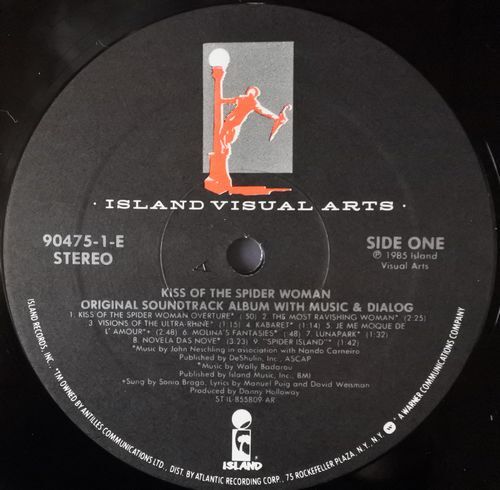 · ISLAND VISUAL ARTS ·
90475-1-E
STEREO
SIDE ONE
℗ 1985 Island
Visual Arts
KISS OF THE SPIDER WOMAN
ORIGINAL SOUNDTRACK ALBUM WITH MUSIC & DIALOG
1. KISS OF THE SPIDER WOMAN OVERTURE* (:50) 2. THE MOST RAVISHING WOMAN* (2:25)
3. VISIONS OF THE ULTRA-RHINE* (1:15) 4. KABARET* (1:14) 5. JE ME MOQUE DE
L' AMOUR*+ (2:48) 6. MOLINA'S FANTASIES* (:48) 7. LUNAPARK* (1:32)
8. NOVELA DAS NOVE* (3:23) 9. "SPIDER ISLAND"* (1:42)
*Music by John Neschling in association with Nando Carneiro
Published by DeShufin, Inc., ASCAP
*Music by Wally Badarou
Published by Island Music, Inc., BMI
+Sung by Sonia Braga, Lyrics by Manuel Puig and David Weisman
Produced by Danny Holloway
ST-IL-855809-AR
ISLAND
ISLAND RECORDS, INC., *TM OWNED BY ANTILLES COMMUNICATIONS LTD., DIST. BY ATLANTIC RECORDING CORP., 75 ROCKEFELLER PLAZA, N.Y., N.Y. A WARNER COMMUNICATIONS COMPANY